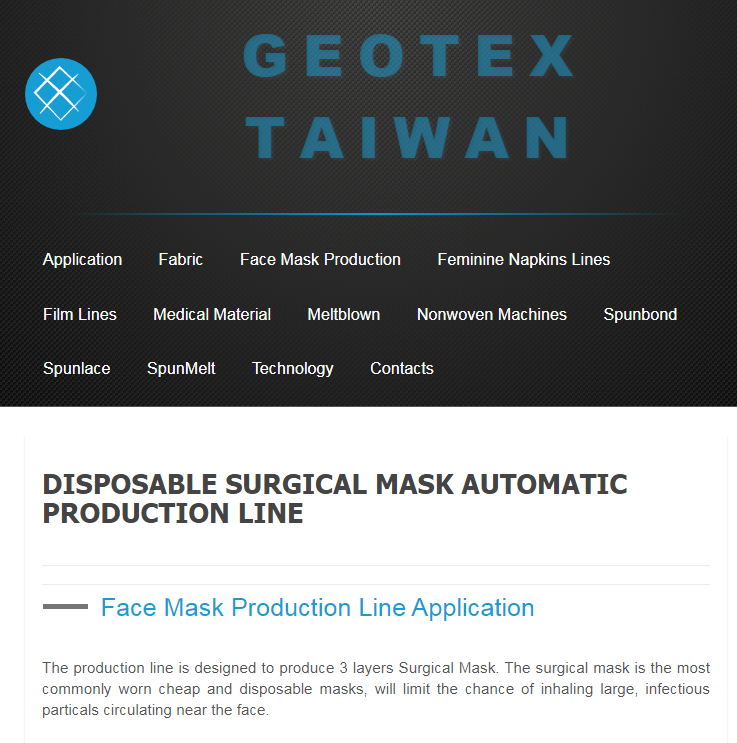 GEOTEX
TAIWAN
Application Fabric Face Mask Production Feminine Napkins Lines
Film Lines Medical Material Meltblown Nonwoven Machines Spunbond
Spunlace SpunMelt Technology Contacts
DISPOSABLE SURGICAL MASK AUTOMATIC
PRODUCTION LINE
Face Mask Production Line Application
The production line is designed to produce 3 layers Surgical Mask. The surgical mask is the most
commonly worn cheap and disposable masks, will limit the chance of inhaling large, infectious
particals circulating near the face.